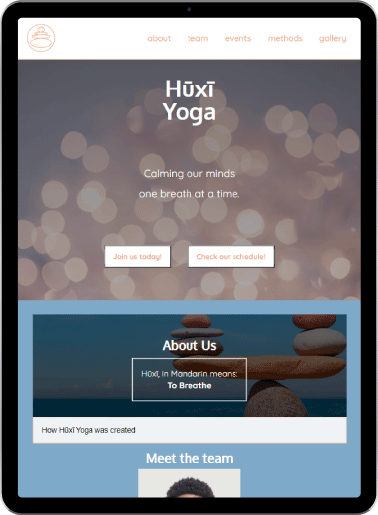 about team events methods gallery
Hūxī
Yoga
Calming our minds
one breath at a time.
Join us today! Check our schedule!
About Us
Hūxī, in Mandarin means:
To Breathe
How Hūxī Yoga was created
Meet the team